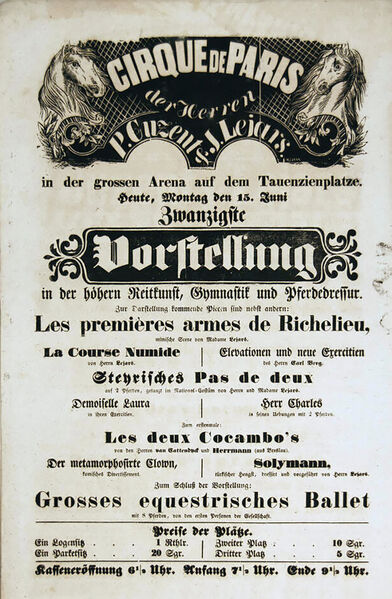 CIRQUE DE PARIS
der Herren
P. Cuzent & J. Lejars.
in der grossen Arena auf dem Tauenzienplatze.
Heute, Montag den 15. Juni
Zwanzigste
Vorstellung
in der höhern Reitkunst, Gymnastik und Pferdedressur.
Zur Darstellung kommende Piecen sind nebst andern:
Les premières armes de Richelieu,
mimische Scene von Madame Lejars.
La Course Numide
von Herrn Lejars.
Elevationen und neue Exercitien
des Herrn Carl Berg.
Steyrisches Pas de deux
auf 2 Pferden, getanzt in National-Costüm von Herrn und Madame Lejars.
Demoiselle Laura
in ihren Exercitien.
Herr Charles
in seinen Uebungen mit 2 Pferden.
Zum erstenmale:
Les deux Cocambo's
von den Herren van Cattendyck und Herrmann (aus Breslau).
Der metamorphosirte Clown,
komisches Divertissement.
Solymann,
türkischer Hengst, dressirt und vorgeführt von Herrn Lejars.
Zum Schluß der Vorstellung:
Grosses equestrisches Ballet
mit 8 Pferden, von den ersten Personen der Gesellschaft.
Preise der Plätze.
Ein Logensitz . . . 1 Rthlr.
Ein Parketsitz . . 20 Sgr.
Zweiter Platz . . . 10 Sgr.
Dritter Platz . . . 5 Sgr.
Kasseneröffnung 6½ Uhr. Anfang 7½ Uhr. Ende 9½ Uhr.